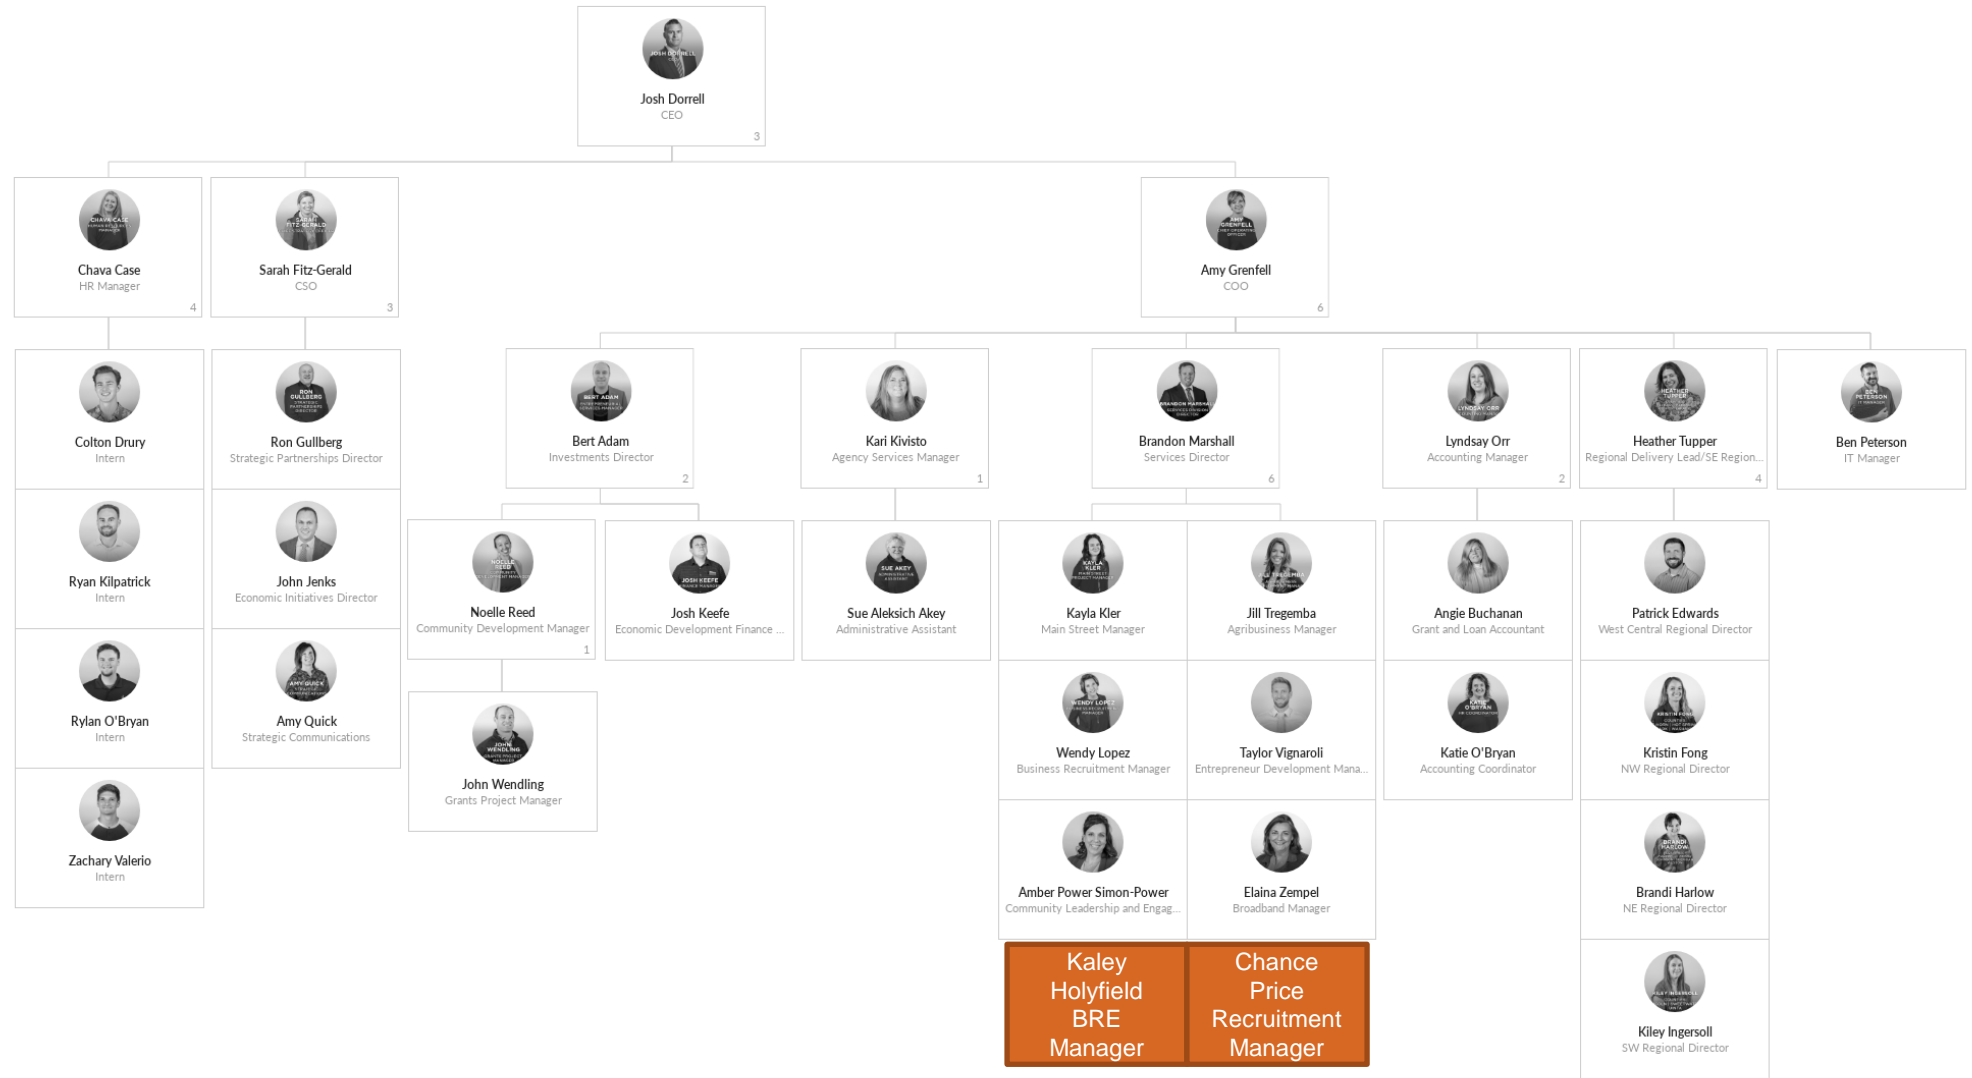 Josh Dorrell
CEO
3
Chava Case
HR Manager
4
Sarah Fitz-Gerald
CSO
3
Amy Grenfell
COO
6
Colton Drury
Intern
Ryan Kilpatrick
Intern
Rylan O'Bryan
Intern
Zachary Valerio
Intern
Ron Gullberg
Strategic Partnerships Director
John Jenks
Economic Initiatives Director
Amy Quick
Strategic Communications
Bert Adam
Investments Director
2
Noelle Reed
Community Development Manager
1
John Wendling
Grants Project Manager
Josh Keefe
Economic Development Finance ...
Kari Kivisto
Agency Services Manager
1
Sue Aleksich Akey
Administrative Assistant
Brandon Marshall
Services Director
6
Kayla Kler
Main Street Manager
Jill Tregemba
Agribusiness Manager
Wendy Lopez
Business Recruitment Manager
Taylor Vignaroli
Entrepreneur Development Mana...
Amber Power Simon-Power
Community Leadership and Engag...
Elaina Zempel
Broadband Manager
Kaley
Holyfield
BRE
Manager
Chance
Price
Recruitment
Manager
Lyndsay Orr
Accounting Manager
2
Angie Buchanan
Grant and Loan Accountant
Katie O'Bryan
Accounting Coordinator
Heather Tupper
Regional Delivery Lead/SE Region...
4
Patrick Edwards
West Central Regional Director
Kristin Fong
NW Regional Director
Brandi Harlow
NE Regional Director
Kiley Ingersoll
SW Regional Director
Ben Peterson
IT Manager